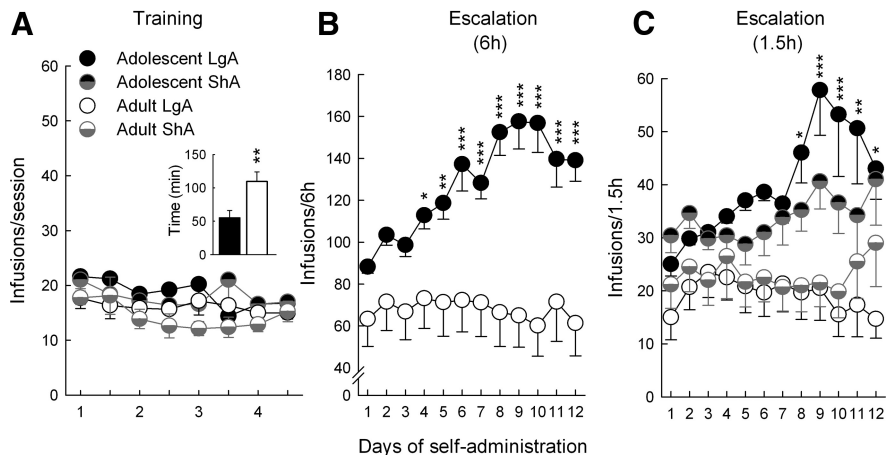 A
Training
Adolescent LgA
Adolescent ShA
Adult LgA
Adult ShA
Infusions/session
60
50
40
30
20
10
0
1
2
3
4
Time (min)
150
100
50
0
**
B
Escalation
(6h)
Infusions/6h
180
160
140
120
100
80
60
40
0
*
**
***
***
***
***
***
***
***
1 2 3 4 5 6 7 8 9 10 11 12
Days of self-administration
C
Escalation
(1.5h)
Infusions/1.5h
60
50
40
30
20
10
0
*
***
***
**
*
1 2 3 4 5 6 7 8 9 10 11 12